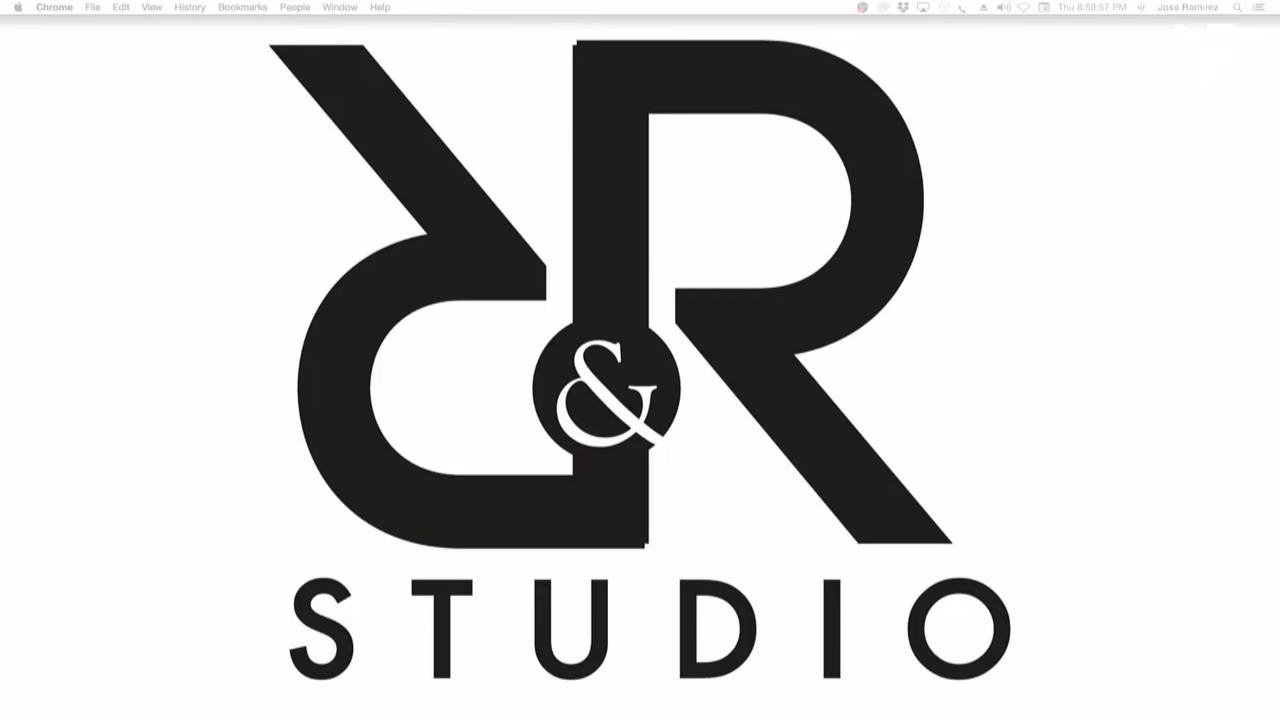 Chrome File Edit View History Bookmarks People Window Help Thu 8:59:57 PM Jose Ramirez
R&R
STUDIO